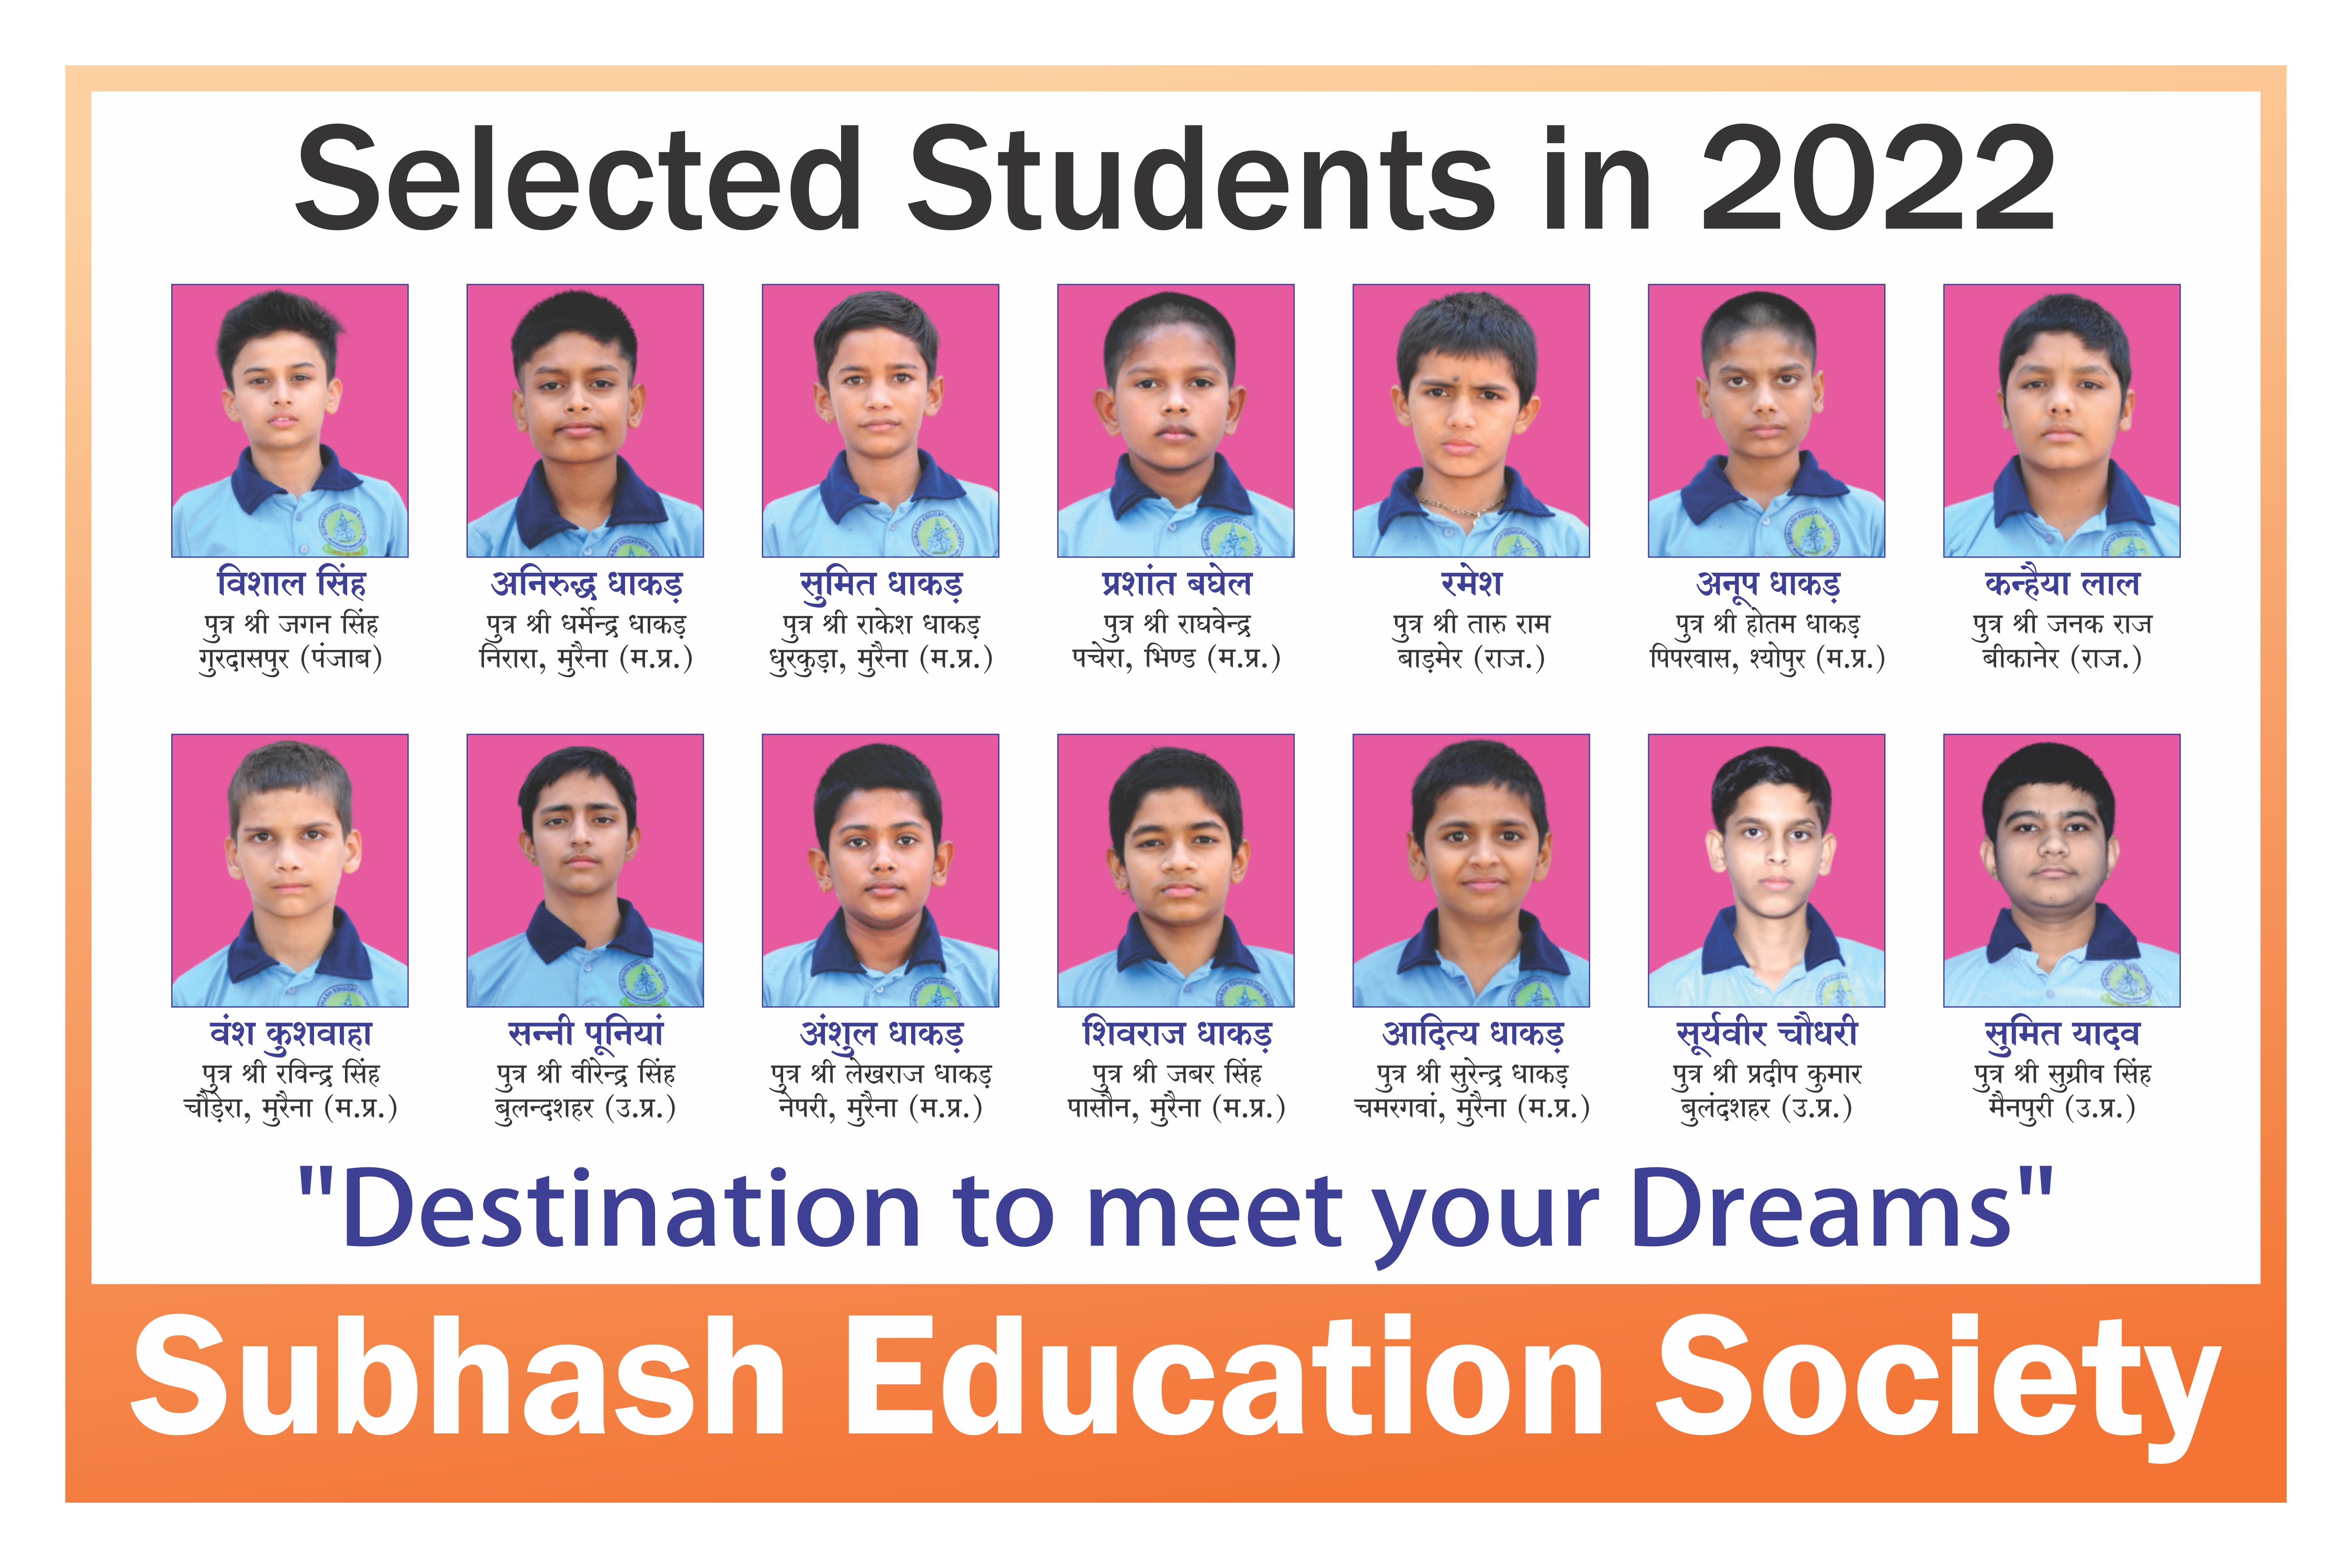 Selected Students in 2022
विशाल सिंह
पुत्र श्री जगन सिंह
गुरदासपुर (पंजाब)
अनिरुद्ध धाकड़
पुत्र श्री धर्मेन्द्र धाकड़
निरारा, मुरैना (म.प्र.)
सुमित धाकड़
पुत्र श्री राकेश धाकड़
धुरकुड़ा, मुरैना (म.प्र.)
प्रशांत बघेल
पुत्र श्री राघवेन्द्र
पचेरा, भिण्ड (म.प्र.)
रमेश
पुत्र श्री तारु राम
बाड़मेर (राज.)
अनूप धाकड़
पुत्र श्री होतम धाकड़
पिपरवास, श्योपुर (म.प्र.)
कन्हैया लाल
पुत्र श्री जनक राज
बीकानेर (राज.)
वंश कुशवाहा
पुत्र श्री रविन्द्र सिंह
चौड़ेरा, मुरैना (म.प्र.)
सन्नी पूनियां
पुत्र श्री वीरेन्द्र सिंह
बुलन्दशहर (उ.प्र.)
अंशुल धाकड़
पुत्र श्री लेखराज धाकड़
नेपरी, मुरैना (म.प्र.)
शिवराज धाकड़
पुत्र श्री जबर सिंह
पासौन, मुरैना (म.प्र.)
आदित्य धाकड़
पुत्र श्री सुरेन्द्र धाकड़
चमरगवां, मुरैना (म.प्र.)
सूर्यवीर चौधरी
पुत्र श्री प्रदीप कुमार
बुलंदशहर (उ.प्र.)
सुमित यादव
पुत्र श्री सुग्रीव सिंह
मैनपुरी (उ.प्र.)
"Destination to meet your Dreams"
Subhash Education Society